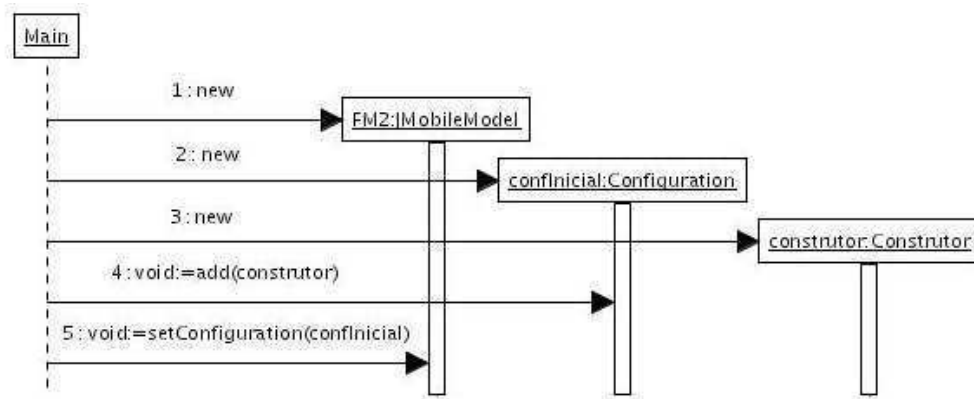 Main
1 : new
FM2:JMobileModel
2 : new
confInicial:Configuration
3 : new
construtor:Construtor
4 : void:=add(construtor)
5 : void:=setConfiguration(confInicial)